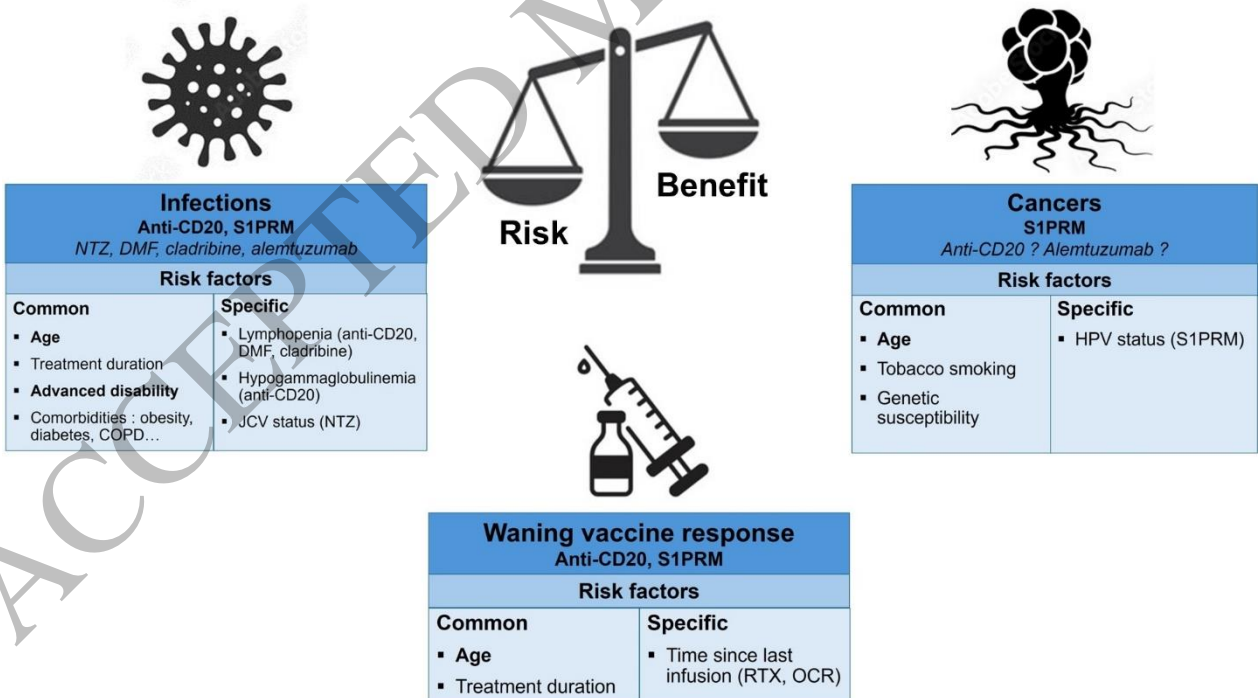 Risk
Benefit
Infections
Anti-CD20, S1PRM
NTZ, DMF, cladribine, alemtuzumab
Risk factors
Common
▪ Age
▪ Treatment duration
▪ Advanced disability
▪ Comorbidities : obesity,
diabetes, COPD…
Specific
▪ Lymphopenia (anti-CD20,
DMF, cladribine)
▪ Hypogammaglobulinemia
(anti-CD20)
▪ JCV status (NTZ)
Cancers
S1PRM
Anti-CD20 ? Alemtuzumab ?
Risk factors
Common
▪ Age
▪ Tobacco smoking
▪ Genetic
susceptibility
Specific
▪ HPV status (S1PRM)
Waning vaccine response
Anti-CD20, S1PRM
Risk factors
Common
▪ Age
▪ Treatment duration
Specific
▪ Time since last
infusion (RTX, OCR)
ACCEPTED M